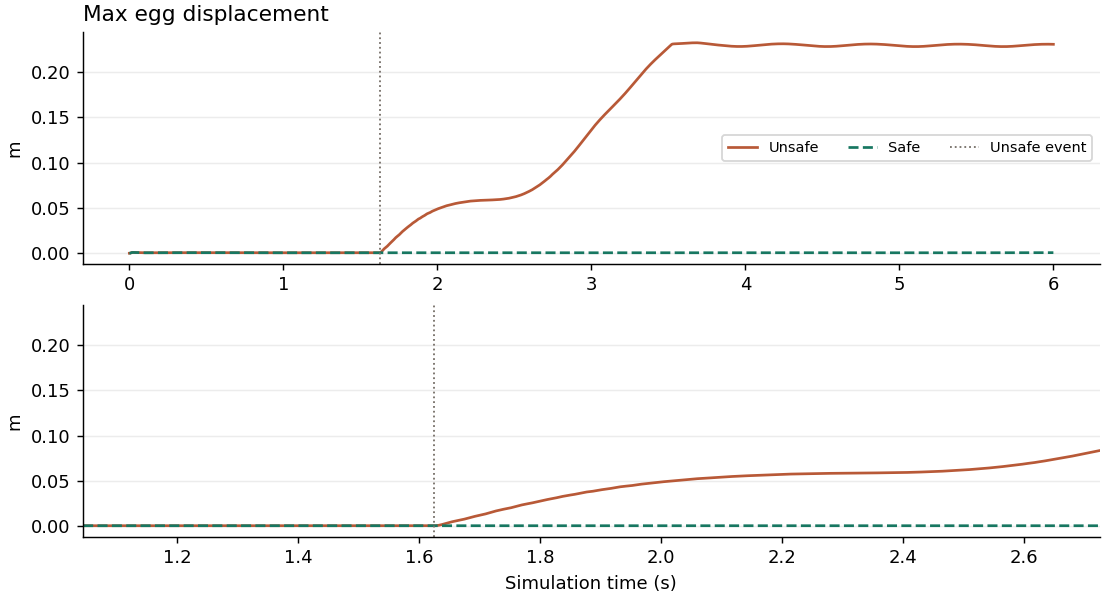 Max egg displacement
0.20
0.15
0.10
0.05
0.00
m
Unsafe Safe Unsafe event
0 1 2 3 4 5 6
0.20
0.15
0.10
0.05
0.00
m
1.2 1.4 1.6 1.8 2.0 2.2 2.4 2.6
Simulation time (s)